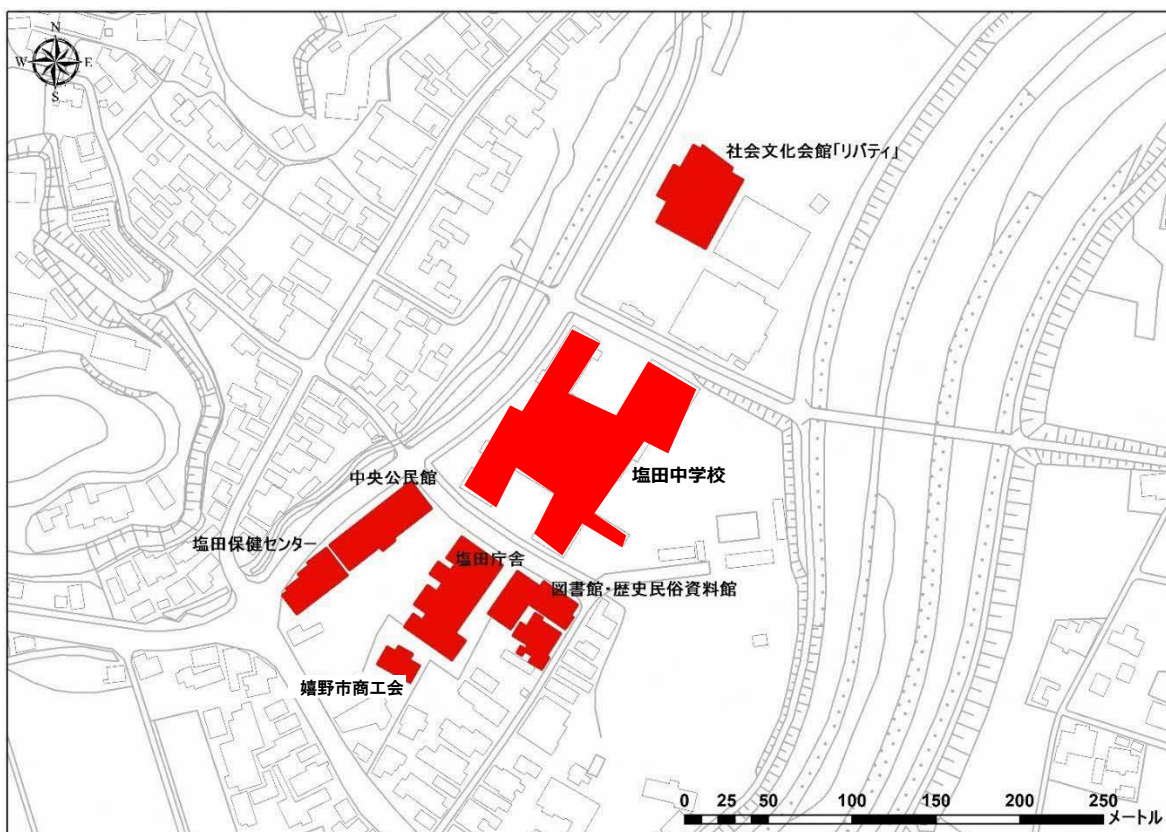 N
W
E
S
社会文化会館「リバティ」
塩田中学校
中央公民館
塩田保健センター
塩田庁舎
図書館・歴史民俗資料館
嬉野市商工会
0 25 50 100 150 200 250
メートル